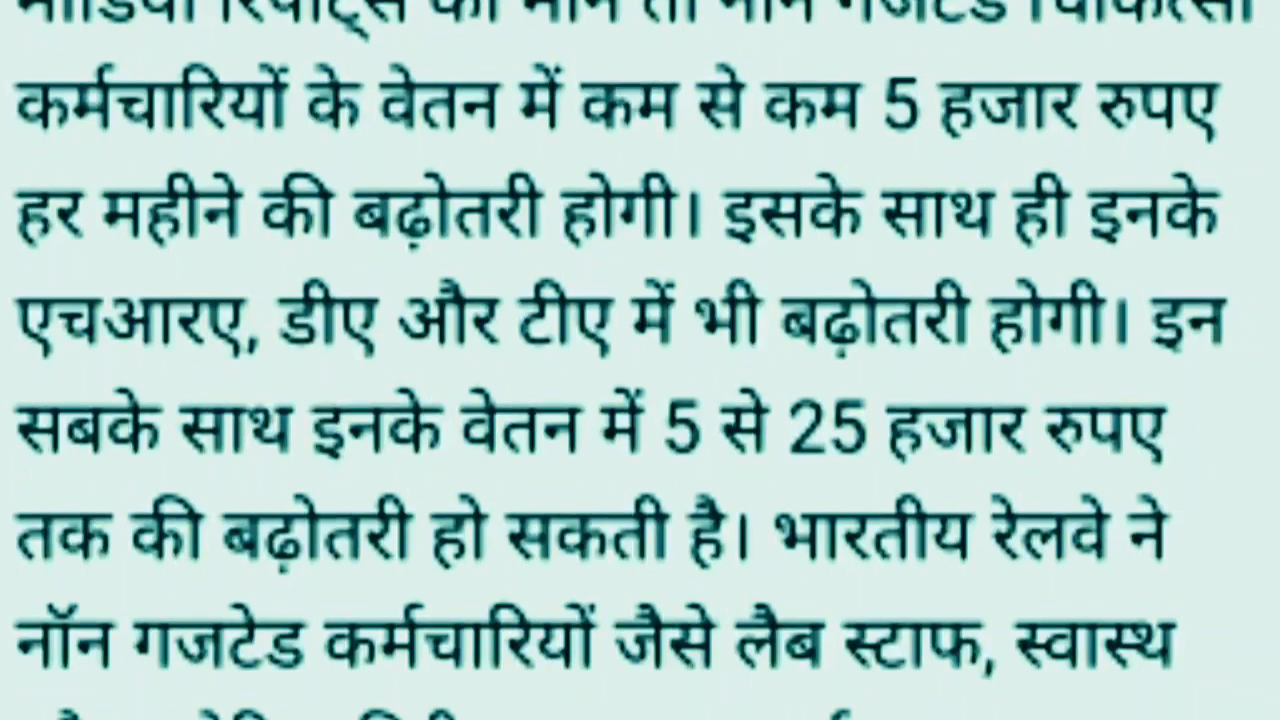 मीडिया रिपोर्ट्स की मानें तो नॉन गजटेड चिकित्सा
कर्मचारियों के वेतन में कम से कम 5 हजार रुपए
हर महीने की बढ़ोतरी होगी। इसके साथ ही इनके
एचआरए, डीए और टीए में भी बढ़ोतरी होगी। इन
सबके साथ इनके वेतन में 5 से 25 हजार रुपए
तक की बढ़ोतरी हो सकती है। भारतीय रेलवे ने
नॉन गजटेड कर्मचारियों जैसे लैब स्टाफ, स्वास्थ